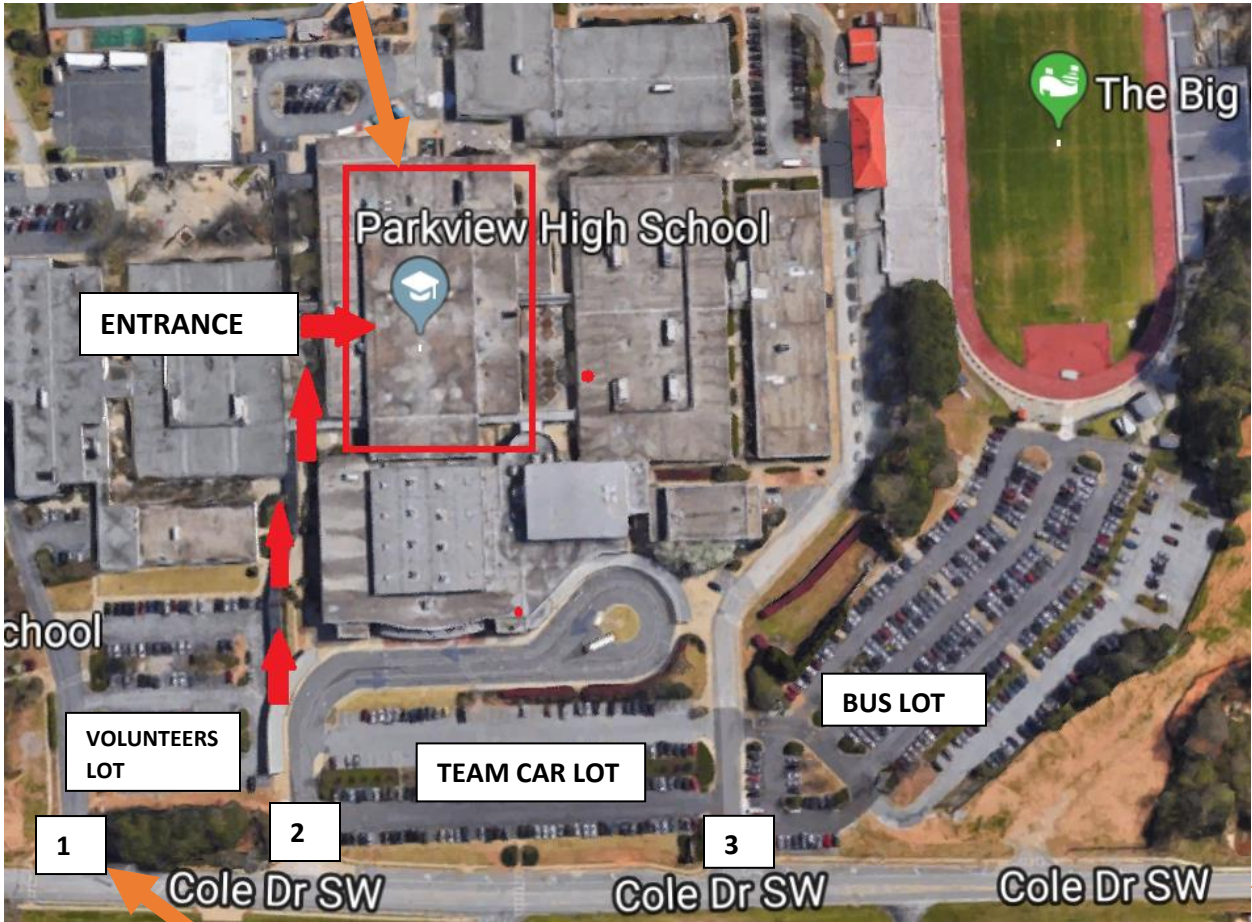 The Big
Parkview High School
ENTRANCE
chool
BUS LOT
VOLUNTEERS
LOT
TEAM CAR LOT
1
2
3
Cole Dr SW
Cole Dr SW
Cole Dr SW